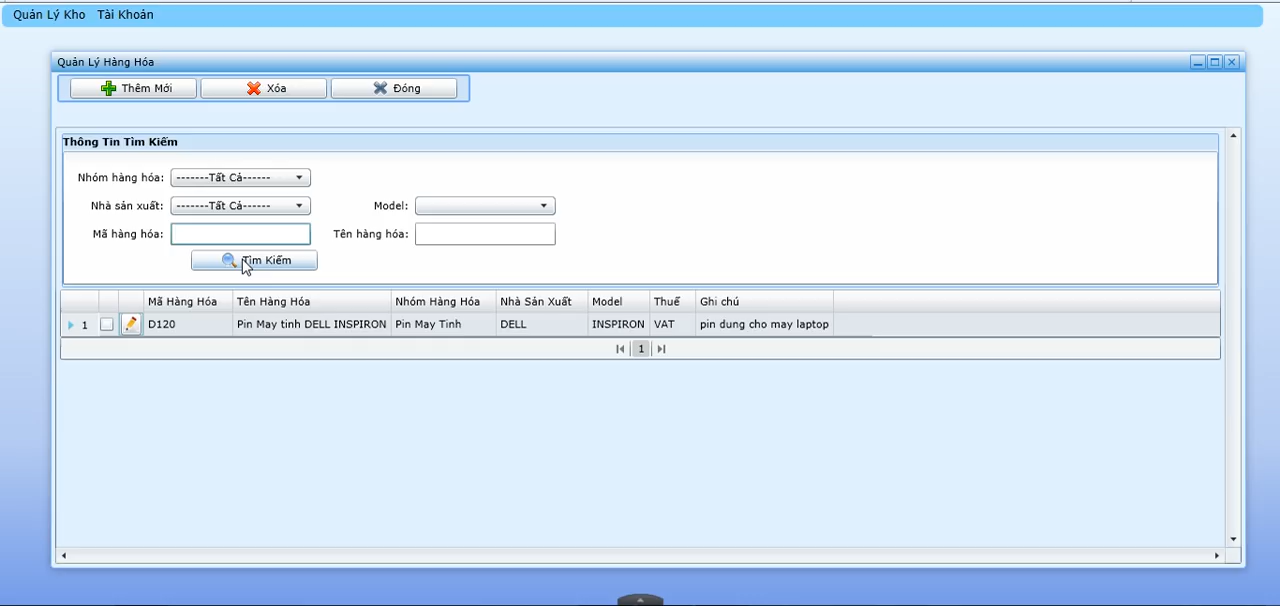 Quản Lý Kho Tài Khoản
Quản Lý Hàng Hóa
Thêm Mới Xóa Đóng
Thông Tin Tìm Kiếm
Nhóm hàng hóa: -------Tất Cả------
Nhà sản xuất: -------Tất Cả------ Model:
Mã hàng hóa: Tên hàng hóa:
Tìm Kiếm
Mã Hàng Hóa Tên Hàng Hóa Nhóm Hàng Hóa Nhà Sản Xuất Model Thuế Ghi chú
1 D120 Pin May tinh DELL INSPIRON Pin May Tinh DELL INSPIRON VAT pin dung cho may laptop
1